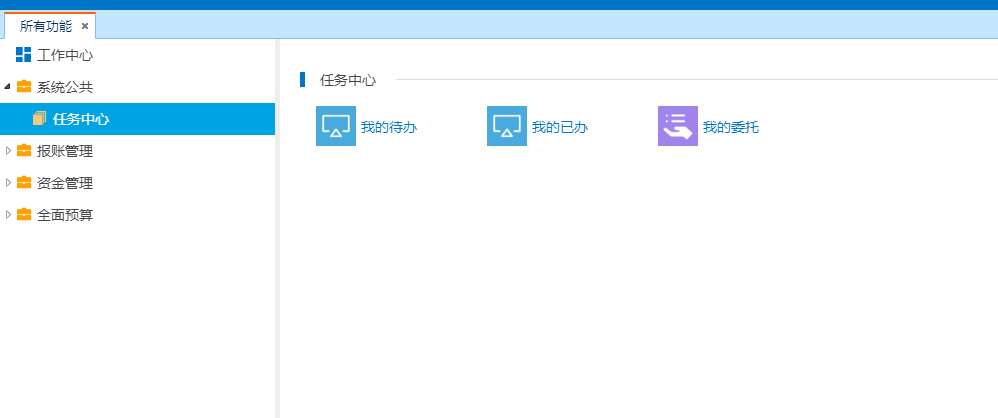 所有功能
工作中心
系统公共
任务中心
报账管理
资金管理
全面预算
任务中心
我的待办
我的已办
我的委托